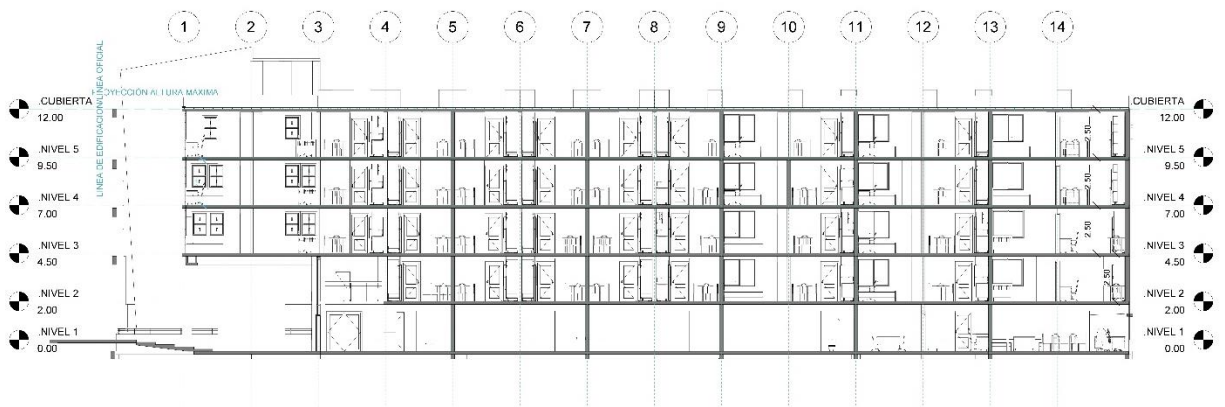 1 2 3 4 5 6 7 8 9 10 11 12 13 14
LINEA DE EDIFICACION/LINEA OFICIAL
PROYECCIÓN ALTURA MAXIMA
.CUBIERTA
12.00
.NIVEL 5
9.50
.NIVEL 4
7.00
.NIVEL 3
4.50
.NIVEL 2
2.00
.NIVEL 1
0.00
2.50
2.50
2.50
2.50
.CUBIERTA
12.00
.NIVEL 5
9.50
.NIVEL 4
7.00
.NIVEL 3
4.50
.NIVEL 2
2.00
.NIVEL 1
0.00